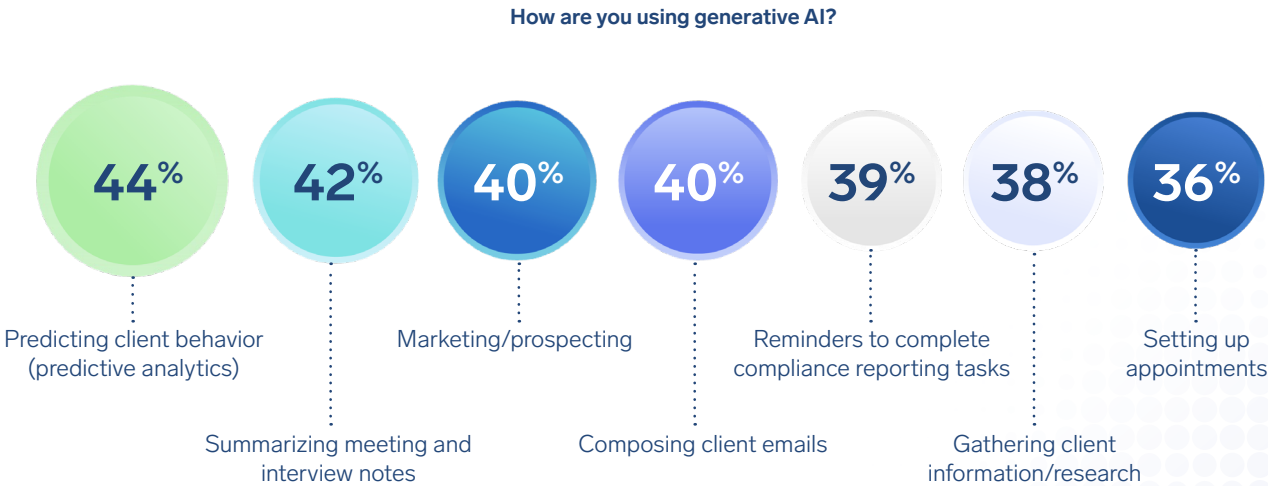 How are you using generative AI?
44%
42%
40%
40%
39%
38%
36%
Predicting client behavior
(predictive analytics)
Summarizing meeting and
interview notes
Marketing/prospecting
Composing client emails
Reminders to complete
compliance reporting tasks
Gathering client
information/research
Setting up
appointments